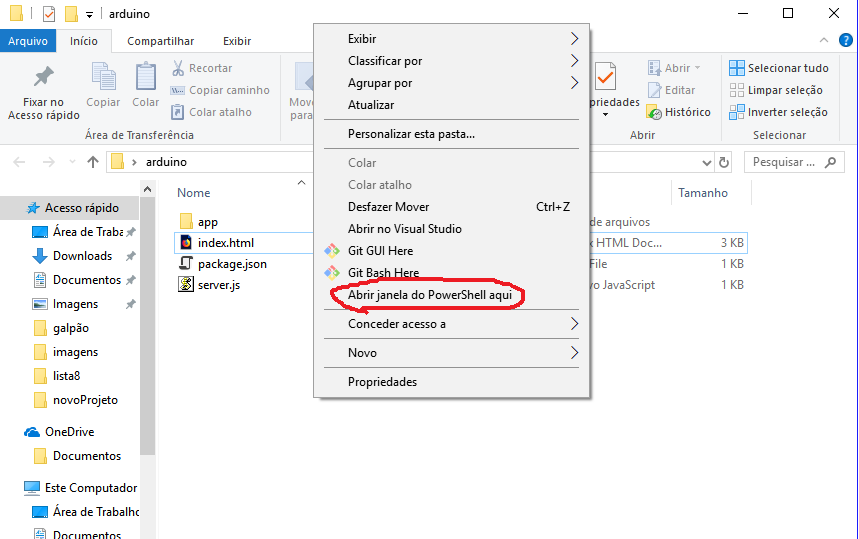 arduino
Arquivo Início Compartilhar Exibir
Fixar no
Acesso rápido
Copiar
Colar
Recortar
Copiar caminho
Colar atalho
Área de Transferência
Abrir
Editar
Histórico
Abrir
Selecionar tudo
Limpar seleção
Inverter seleção
Selecionar
arduino
Pesquisar ...
Nome
Tamanho
Acesso rápido
Área de Traba
Downloads
Documentos
Imagens
galpão
imagens
lista8
novoProjeto
OneDrive
Documentos
Este Computador
Área de Trabalho
Documentos
app
de arquivos
index.html
HTML Doc...
3 KB
package.json
File
1 KB
server.js
vo JavaScript
1 KB
Exibir
Classificar por
Agrupar por
Atualizar
Personalizar esta pasta...
Colar
Colar atalho
Desfazer Mover Ctrl+Z
Abrir no Visual Studio
Git GUI Here
Git Bash Here
Abrir janela do PowerShell aqui
Conceder acesso a
Novo
Propriedades